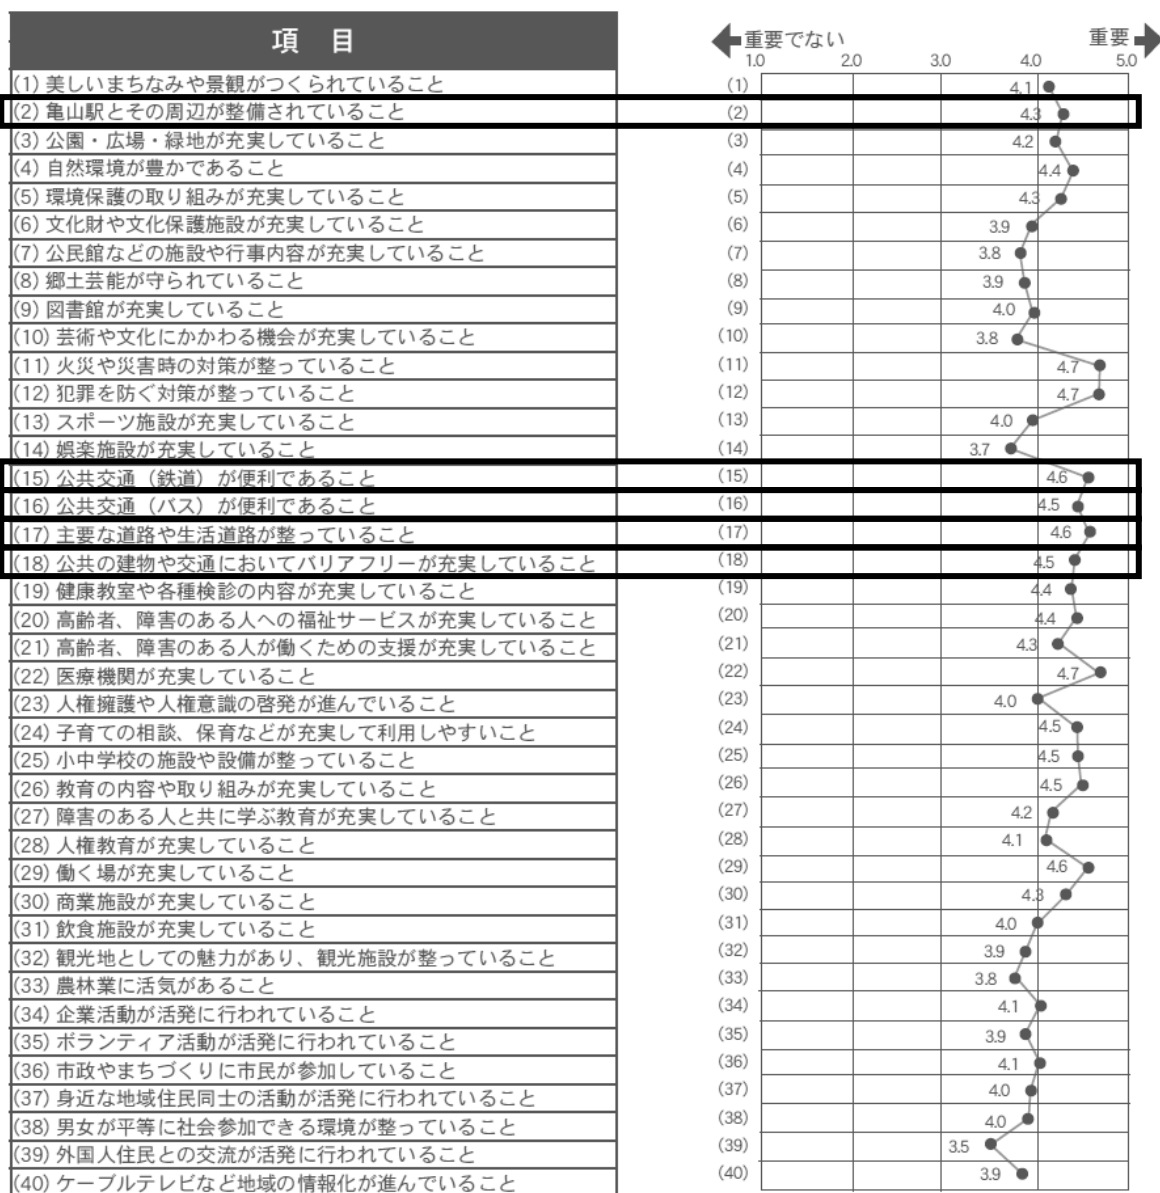 項 目
重要でない 重要
1.0 2.0 3.0 4.0 5.0
(1) 美しいまちなみや景観がつくられていること (1) 4.1
(2) 亀山駅とその周辺が整備されていること (2) 4.3
(3) 公園・広場・緑地が充実していること (3) 4.2
(4) 自然環境が豊かであること (4) 4.4
(5) 環境保護の取り組みが充実していること (5) 4.3
(6) 文化財や文化保護施設が充実していること (6) 3.9
(7) 公民館などの施設や行事内容が充実していること (7) 3.8
(8) 郷土芸能が守られていること (8) 3.9
(9) 図書館が充実していること (9) 4.0
(10) 芸術や文化にかかわる機会が充実していること (10) 3.8
(11) 火災や災害時の対策が整っていること (11) 4.7
(12) 犯罪を防ぐ対策が整っていること (12) 4.7
(13) スポーツ施設が充実していること (13) 4.0
(14) 娯楽施設が充実していること (14) 3.7
(15) 公共交通（鉄道）が便利であること (15) 4.6
(16) 公共交通（バス）が便利であること (16) 4.5
(17) 主要な道路や生活道路が整っていること (17) 4.6
(18) 公共の建物や交通においてバリアフリーが充実していること (18) 4.5
(19) 健康教室や各種検診の内容が充実していること (19) 4.4
(20) 高齢者、障害のある人への福祉サービスが充実していること (20) 4.4
(21) 高齢者、障害のある人が働くための支援が充実していること (21) 4.3
(22) 医療機関が充実していること (22) 4.7
(23) 人権擁護や人権意識の啓発が進んでいること (23) 4.0
(24) 子育ての相談、保育などが充実して利用しやすいこと (24) 4.5
(25) 小中学校の施設や設備が整っていること (25) 4.5
(26) 教育の内容や取り組みが充実していること (26) 4.5
(27) 障害のある人と共に学ぶ教育が充実していること (27) 4.2
(28) 人権教育が充実していること (28) 4.1
(29) 働く場が充実していること (29) 4.6
(30) 商業施設が充実していること (30) 4.3
(31) 飲食施設が充実していること (31) 4.0
(32) 観光地としての魅力があり、観光施設が整っていること (32) 3.9
(33) 農林業に活気があること (33) 3.8
(34) 企業活動が活発に行われていること (34) 4.1
(35) ボランティア活動が活発に行われていること (35) 3.9
(36) 市政やまちづくりに市民が参加していること (36) 4.1
(37) 身近な地域住民同士の活動が活発に行われていること (37) 4.0
(38) 男女が平等に社会参加できる環境が整っていること (38) 4.0
(39) 外国人住民との交流が活発に行われていること (39) 3.5
(40) ケーブルテレビなど地域の情報化が進んでいること (40) 3.9